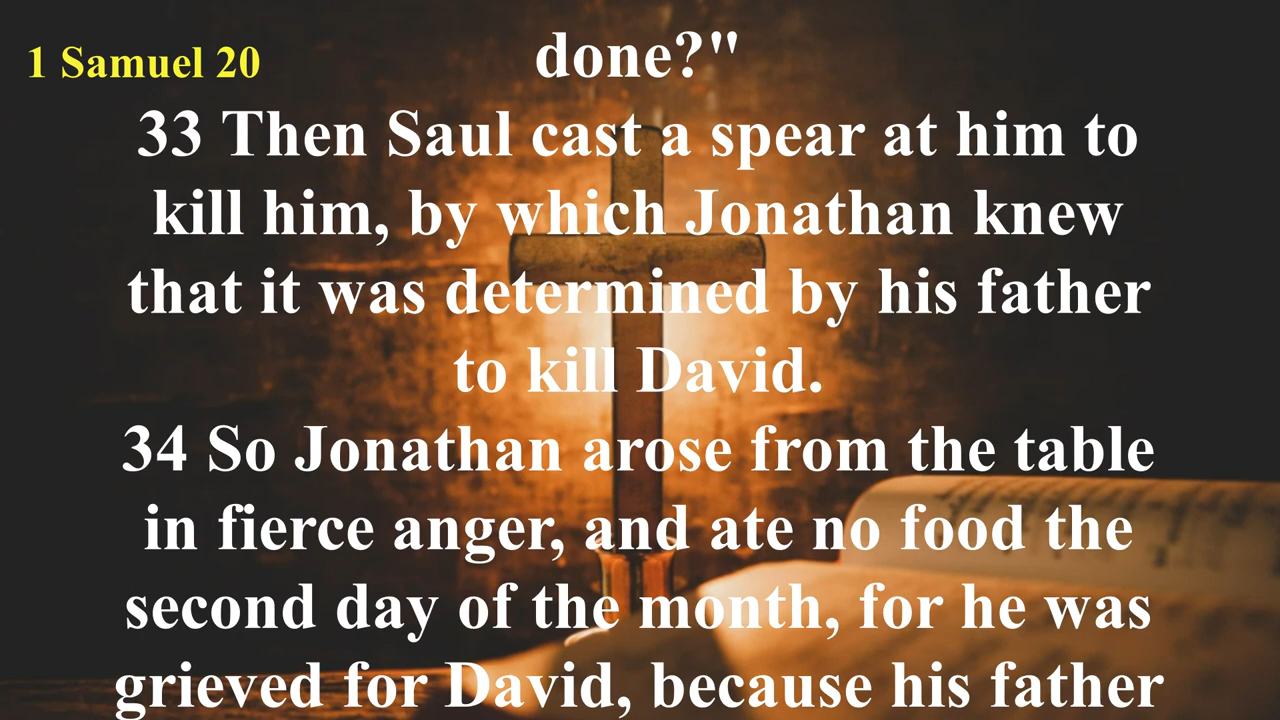 1 Samuel 20
done?"
33 Then Saul cast a spear at him to
kill him, by which Jonathan knew
that it was determined by his father
to kill David.
34 So Jonathan arose from the table
in fierce anger, and ate no food the
second day of the month, for he was
grieved for David, because his father